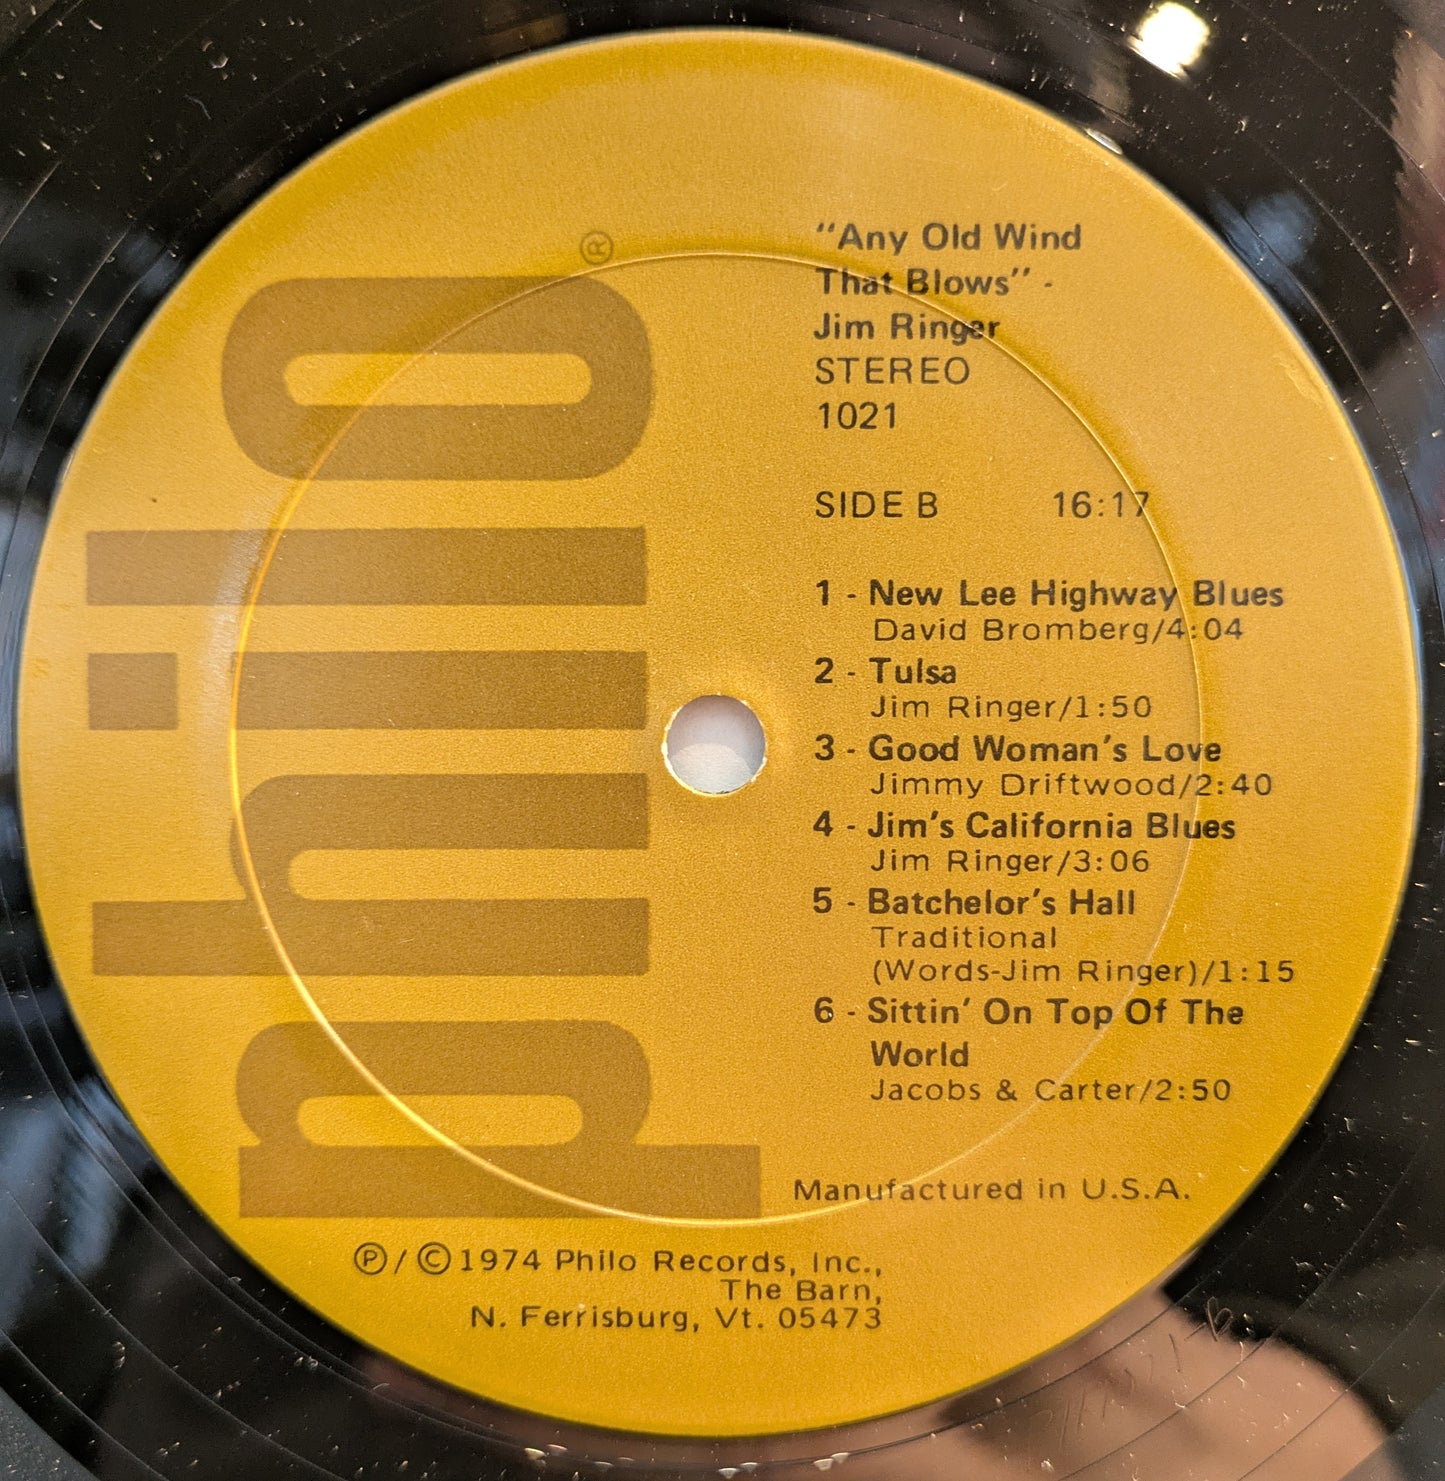 philo®
"Any Old Wind
That Blows" -
Jim Ringer
STEREO
1021
SIDE B 16:17
1 - New Lee Highway Blues
David Bromberg/4:04
2 - Tulsa
Jim Ringer/1:50
3 - Good Woman's Love
Jimmy Driftwood/2:40
4 - Jim's California Blues
Jim Ringer/3:06
5 - Batchelor's Hall
Traditional
(Words-Jim Ringer)/1:15
6 - Sittin' On Top Of The
World
Jacobs & Carter/2:50
Manufactured in U.S.A.
Ⓟ/©1974 Philo Records, Inc.,
The Barn,
N. Ferrisburg, Vt. 05473